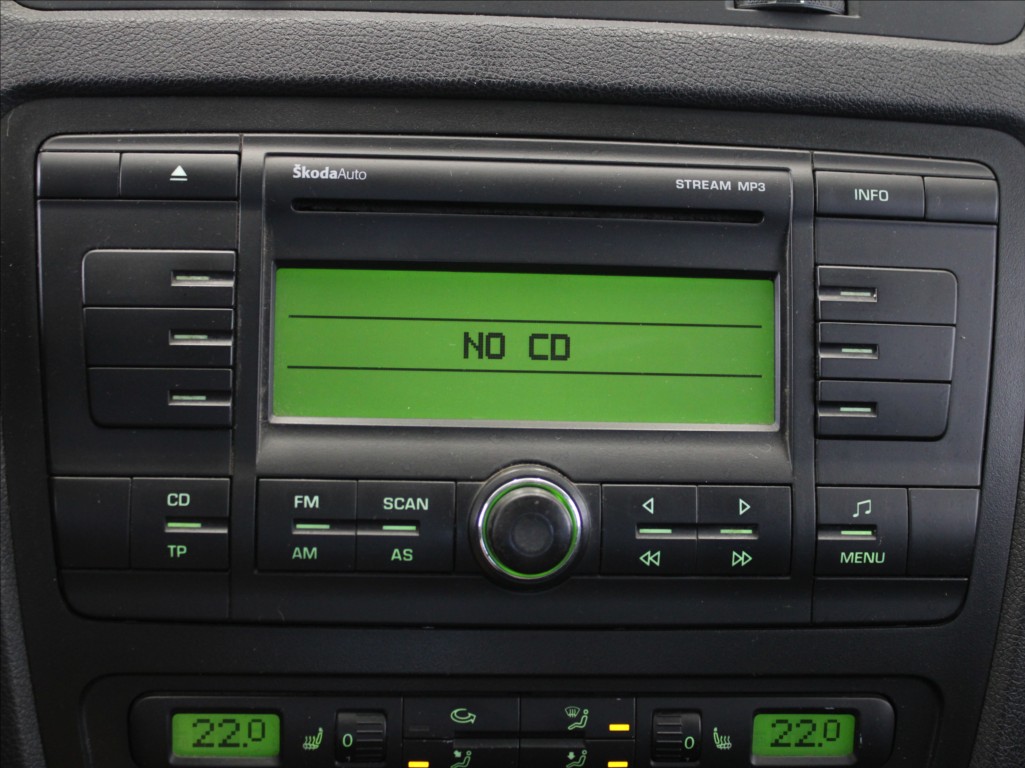 ŠkodaAuto
STREAM MP3
INFO
NO CD
CD
FM
SCAN
TP
AM
AS
MENU
22.0
0
0
22.0